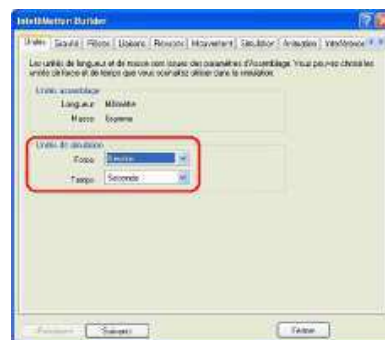 IntelliMotion Builder
Unités Gravité Pièces Liaisons Ressorts Mouvement Simulation Animation Interférence
Les unités de longueur et de masse sont issues des paramètres d'Assemblage. Vous pouvez choisir les
unités de force et de temps que vous souhaitez utiliser dans la simulation.
Unités assemblage
Longueur Millimètre
Masse
Unités de simulation
Force Newton
Temps Seconde
Suivant Fermer